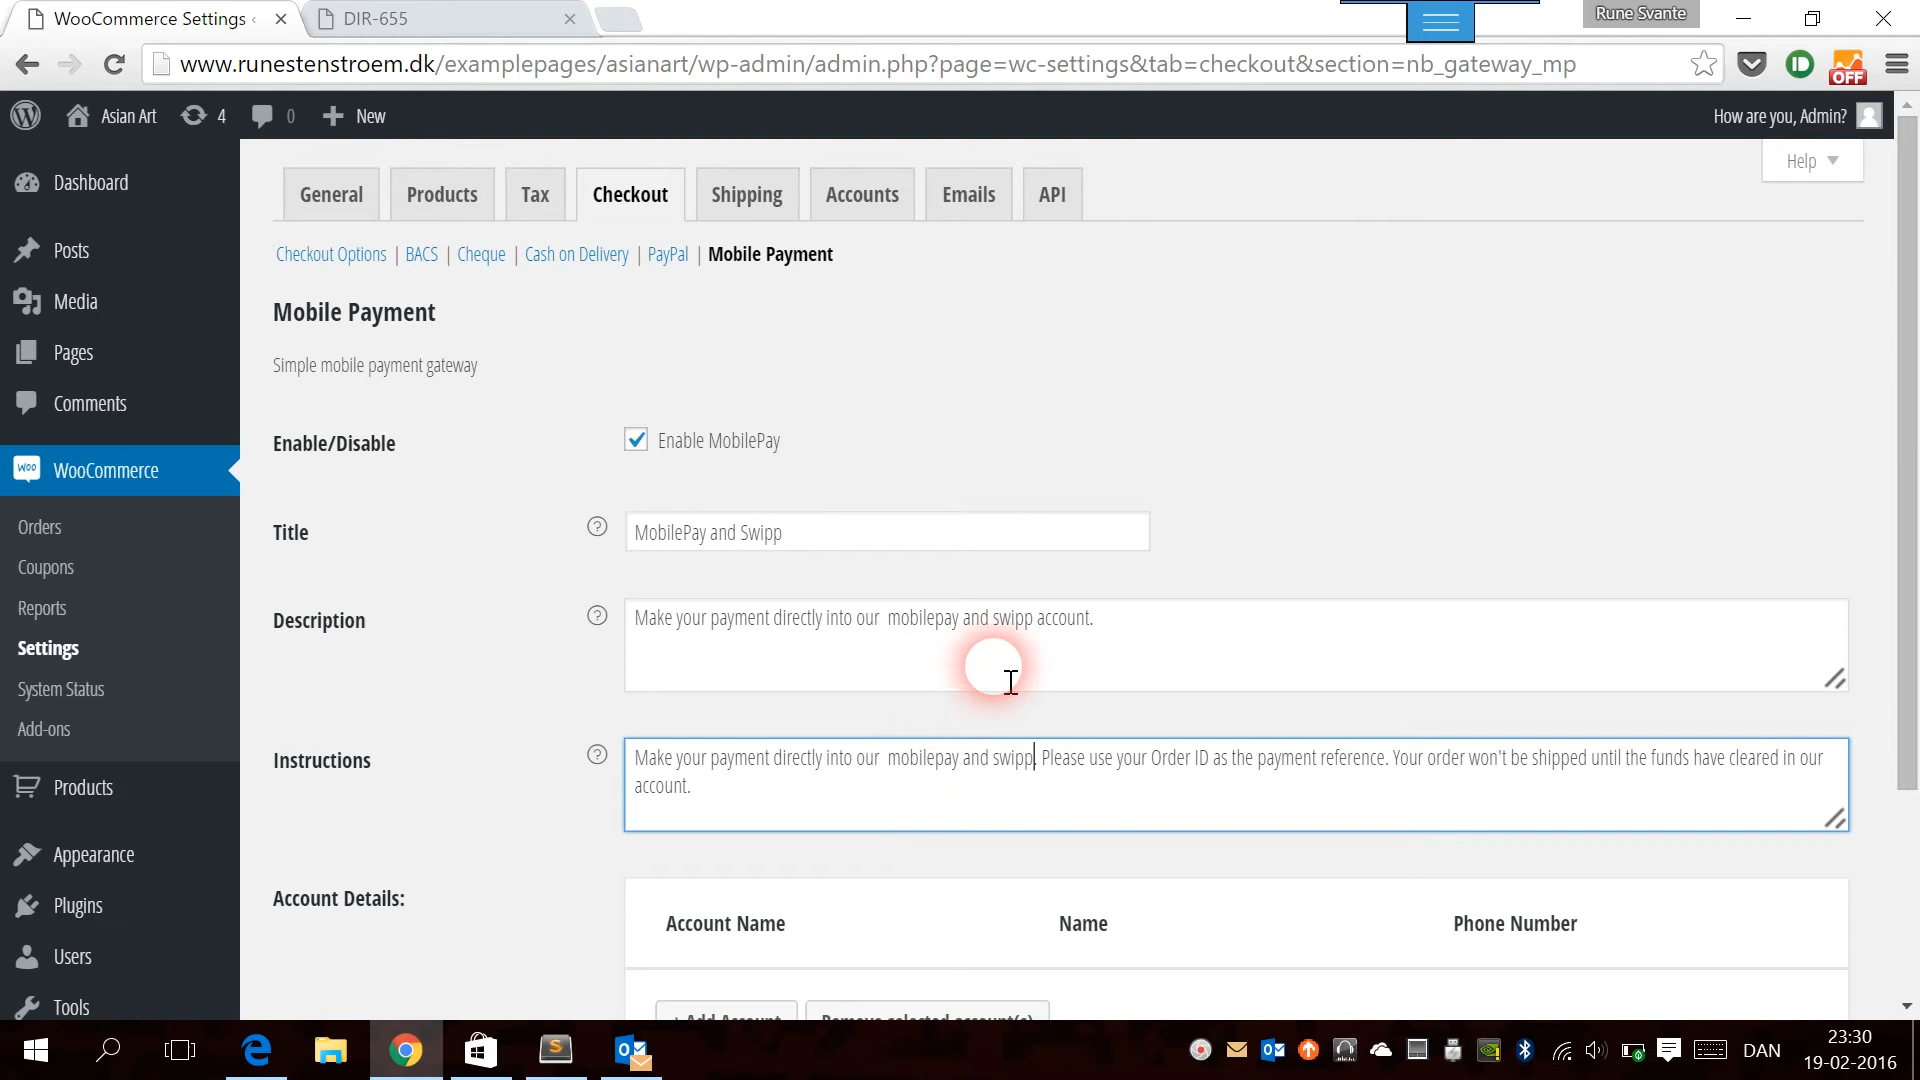 WooCommerce Settings ‹
DIR-655
Rune Svante
www.runestenstroem.dk/examplepages/asianart/wp-admin/admin.php?page=wc-settings&tab=checkout&section=nb_gateway_mp
OFF
Asian Art 4 0 New How are you, Admin?
Help
Dashboard
Posts
Media
Pages
Comments
WOO WooCommerce
Orders
Coupons
Reports
Settings
System Status
Add-ons
Products
Appearance
Plugins
Users
Tools
General Products Tax Checkout Shipping Accounts Emails API
Checkout Options | BACS | Cheque | Cash on Delivery | PayPal | Mobile Payment
Mobile Payment
Simple mobile payment gateway
Enable/Disable Enable MobilePay
Title ? MobilePay and Swipp
Description ? Make your payment directly into our mobilepay and swipp account.
Instructions ? Make your payment directly into our mobilepay and swipp. Please use your Order ID as the payment reference. Your order won't be shipped until the funds have cleared in our
account.
Account Details:
Account Name Name Phone Number
+ Add Account Remove selected account(s)
DAN
23:30
19-02-2016